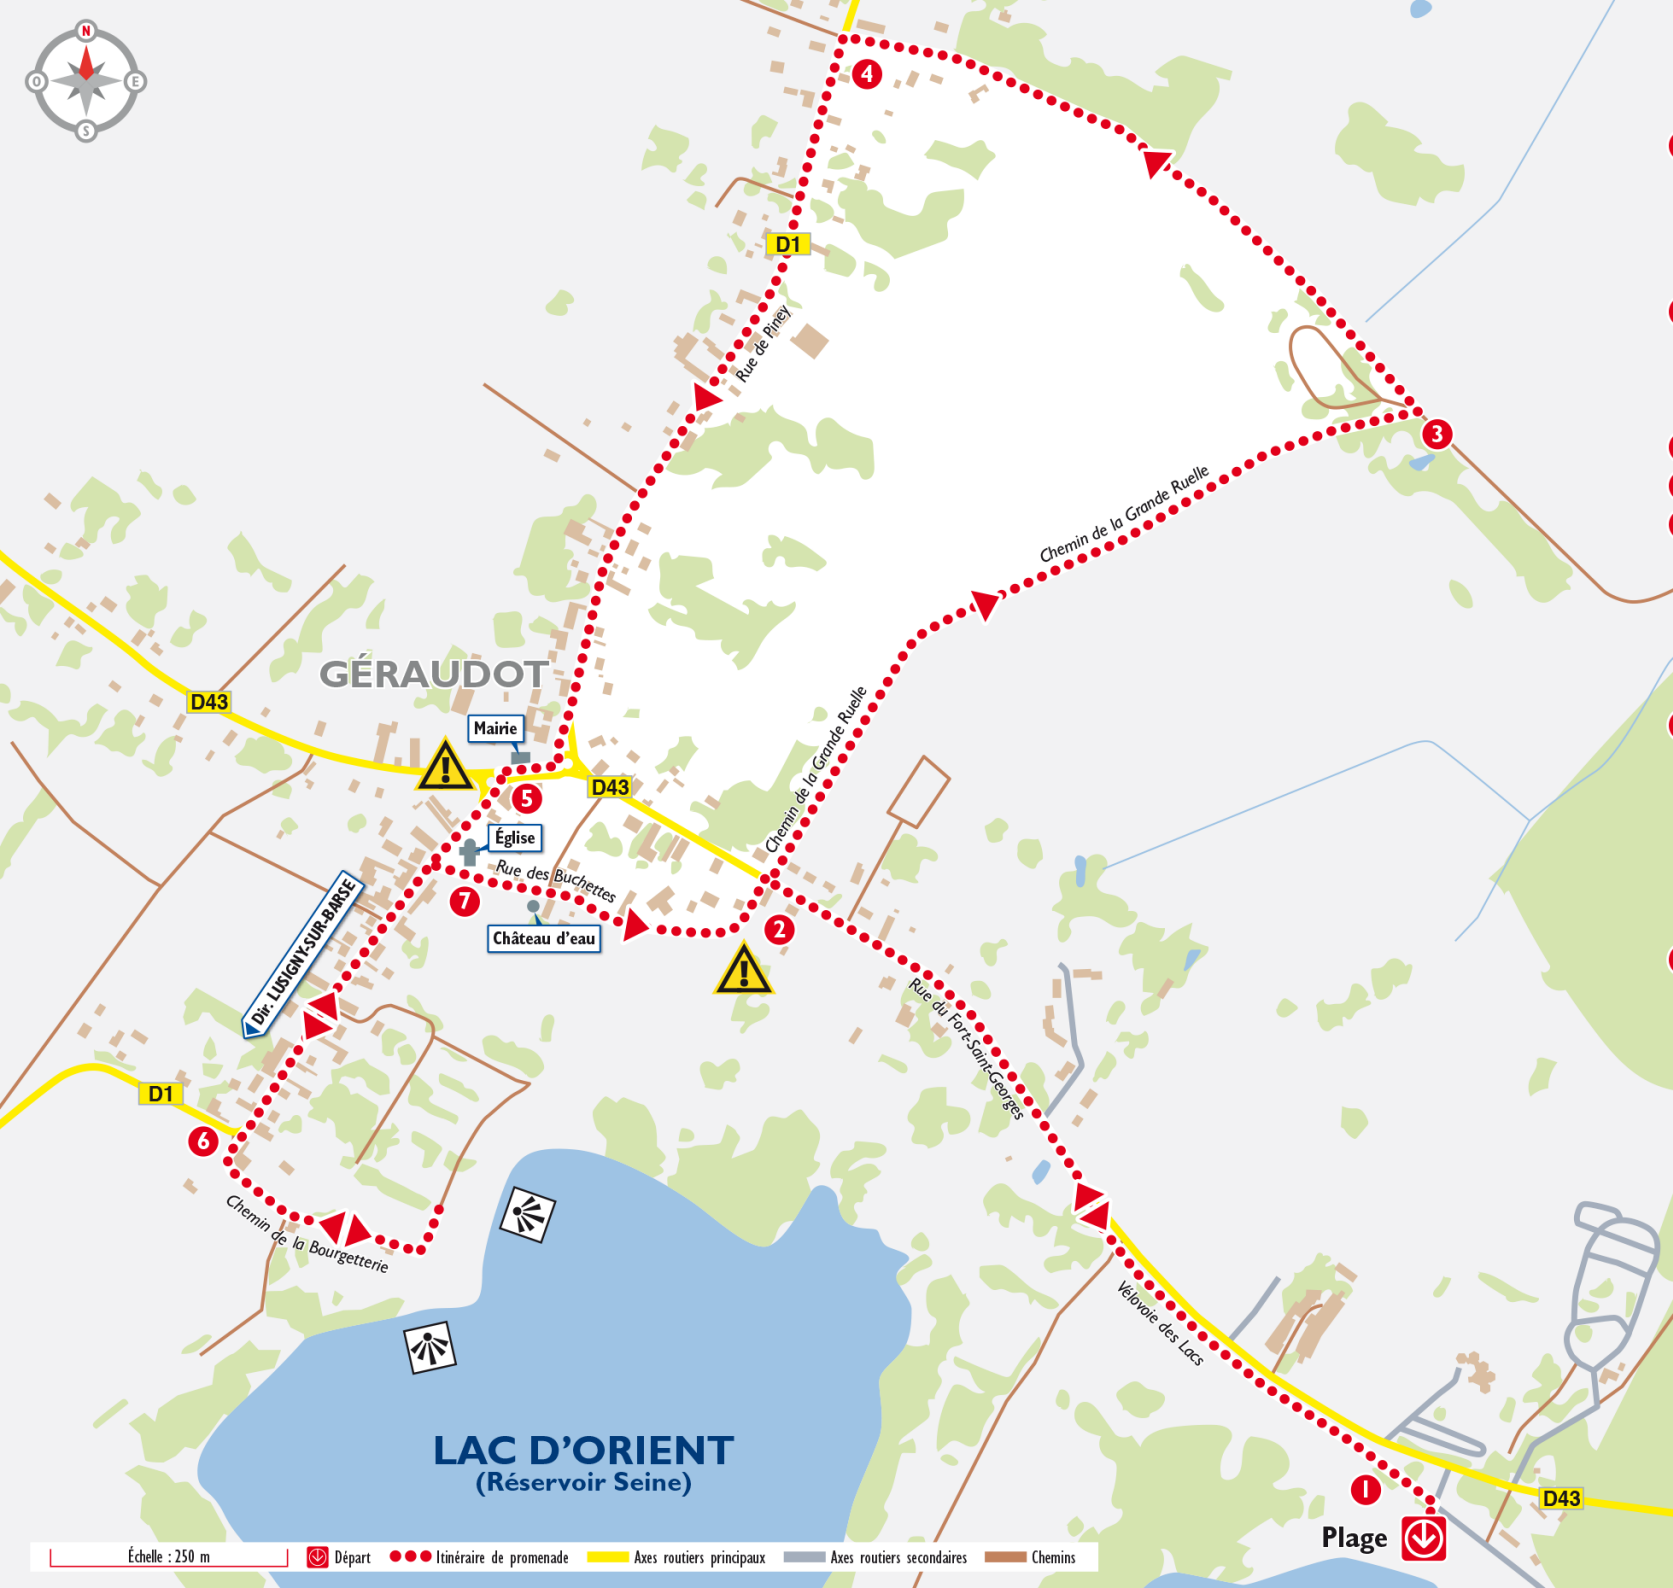 N
O
E
S
4
D1
Rue de Piney
3
Chemin de la Grande Ruelle
GÉRAUDOT
D43
Mairie
D43
5
Chemin de la Grande Ruelle
Église
Rue des Buchettes
7
2
Château d'eau
Dir. LUSIGNY-SUR-BARSE
Rue du Fort-Saint-Georges
D1
6
Chemin de la Bourgetterie
Vélovoie des Lacs
LAC D'ORIENT
(Réservoir Seine)
1
D43
Plage
Échelle : 250 m
Départ
Itinéraire de promenade
Axes routiers principaux
Axes routiers secondaires
Chemins